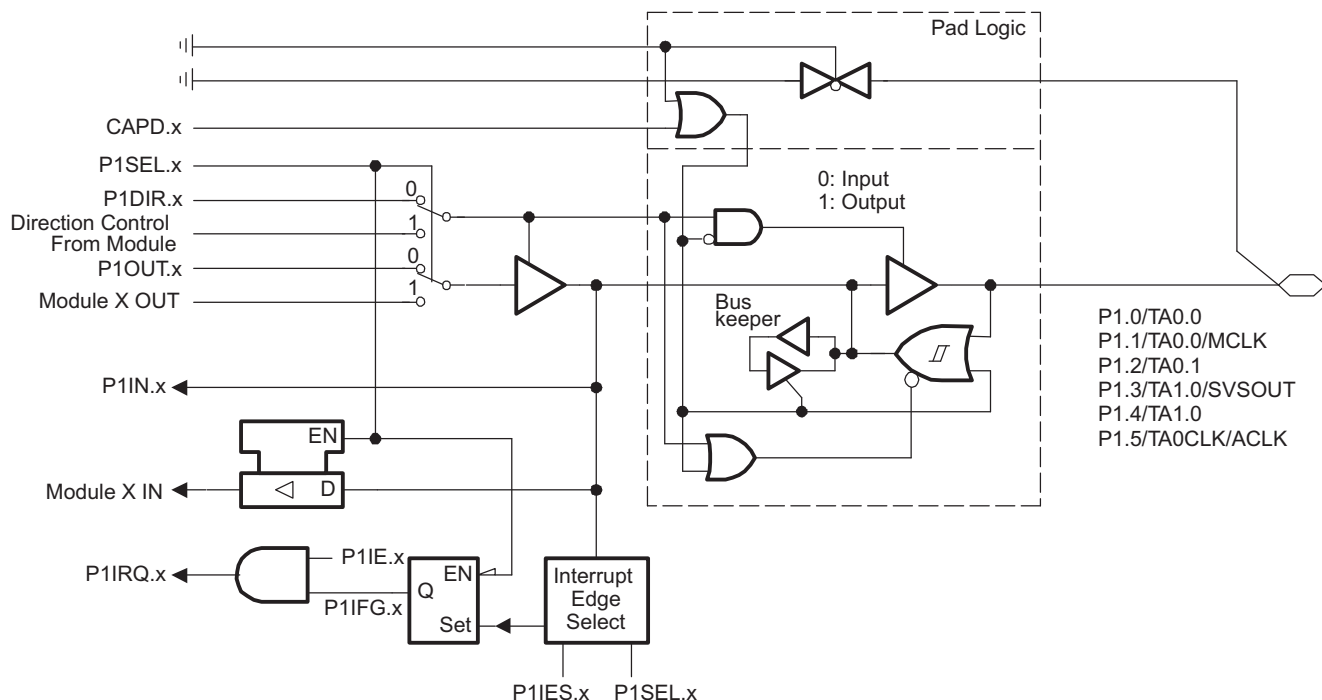 Pad Logic
CAPD.x
P1SEL.x
P1DIR.x
0
Direction Control
From Module
1
P1OUT.x
0
Module X OUT
1
0: Input
1: Output
Bus
keeper
P1.0/TA0.0
P1.1/TA0.0/MCLK
P1.2/TA0.1
P1.3/TA1.0/SVSOUT
P1.4/TA1.0
P1.5/TA0CLK/ACLK
P1IN.x
EN
Module X IN
D
P1IRQ.x
P1IE.x
P1IFG.x
EN
Q
Set
Interrupt
Edge
Select
P1IES.x
P1SEL.x